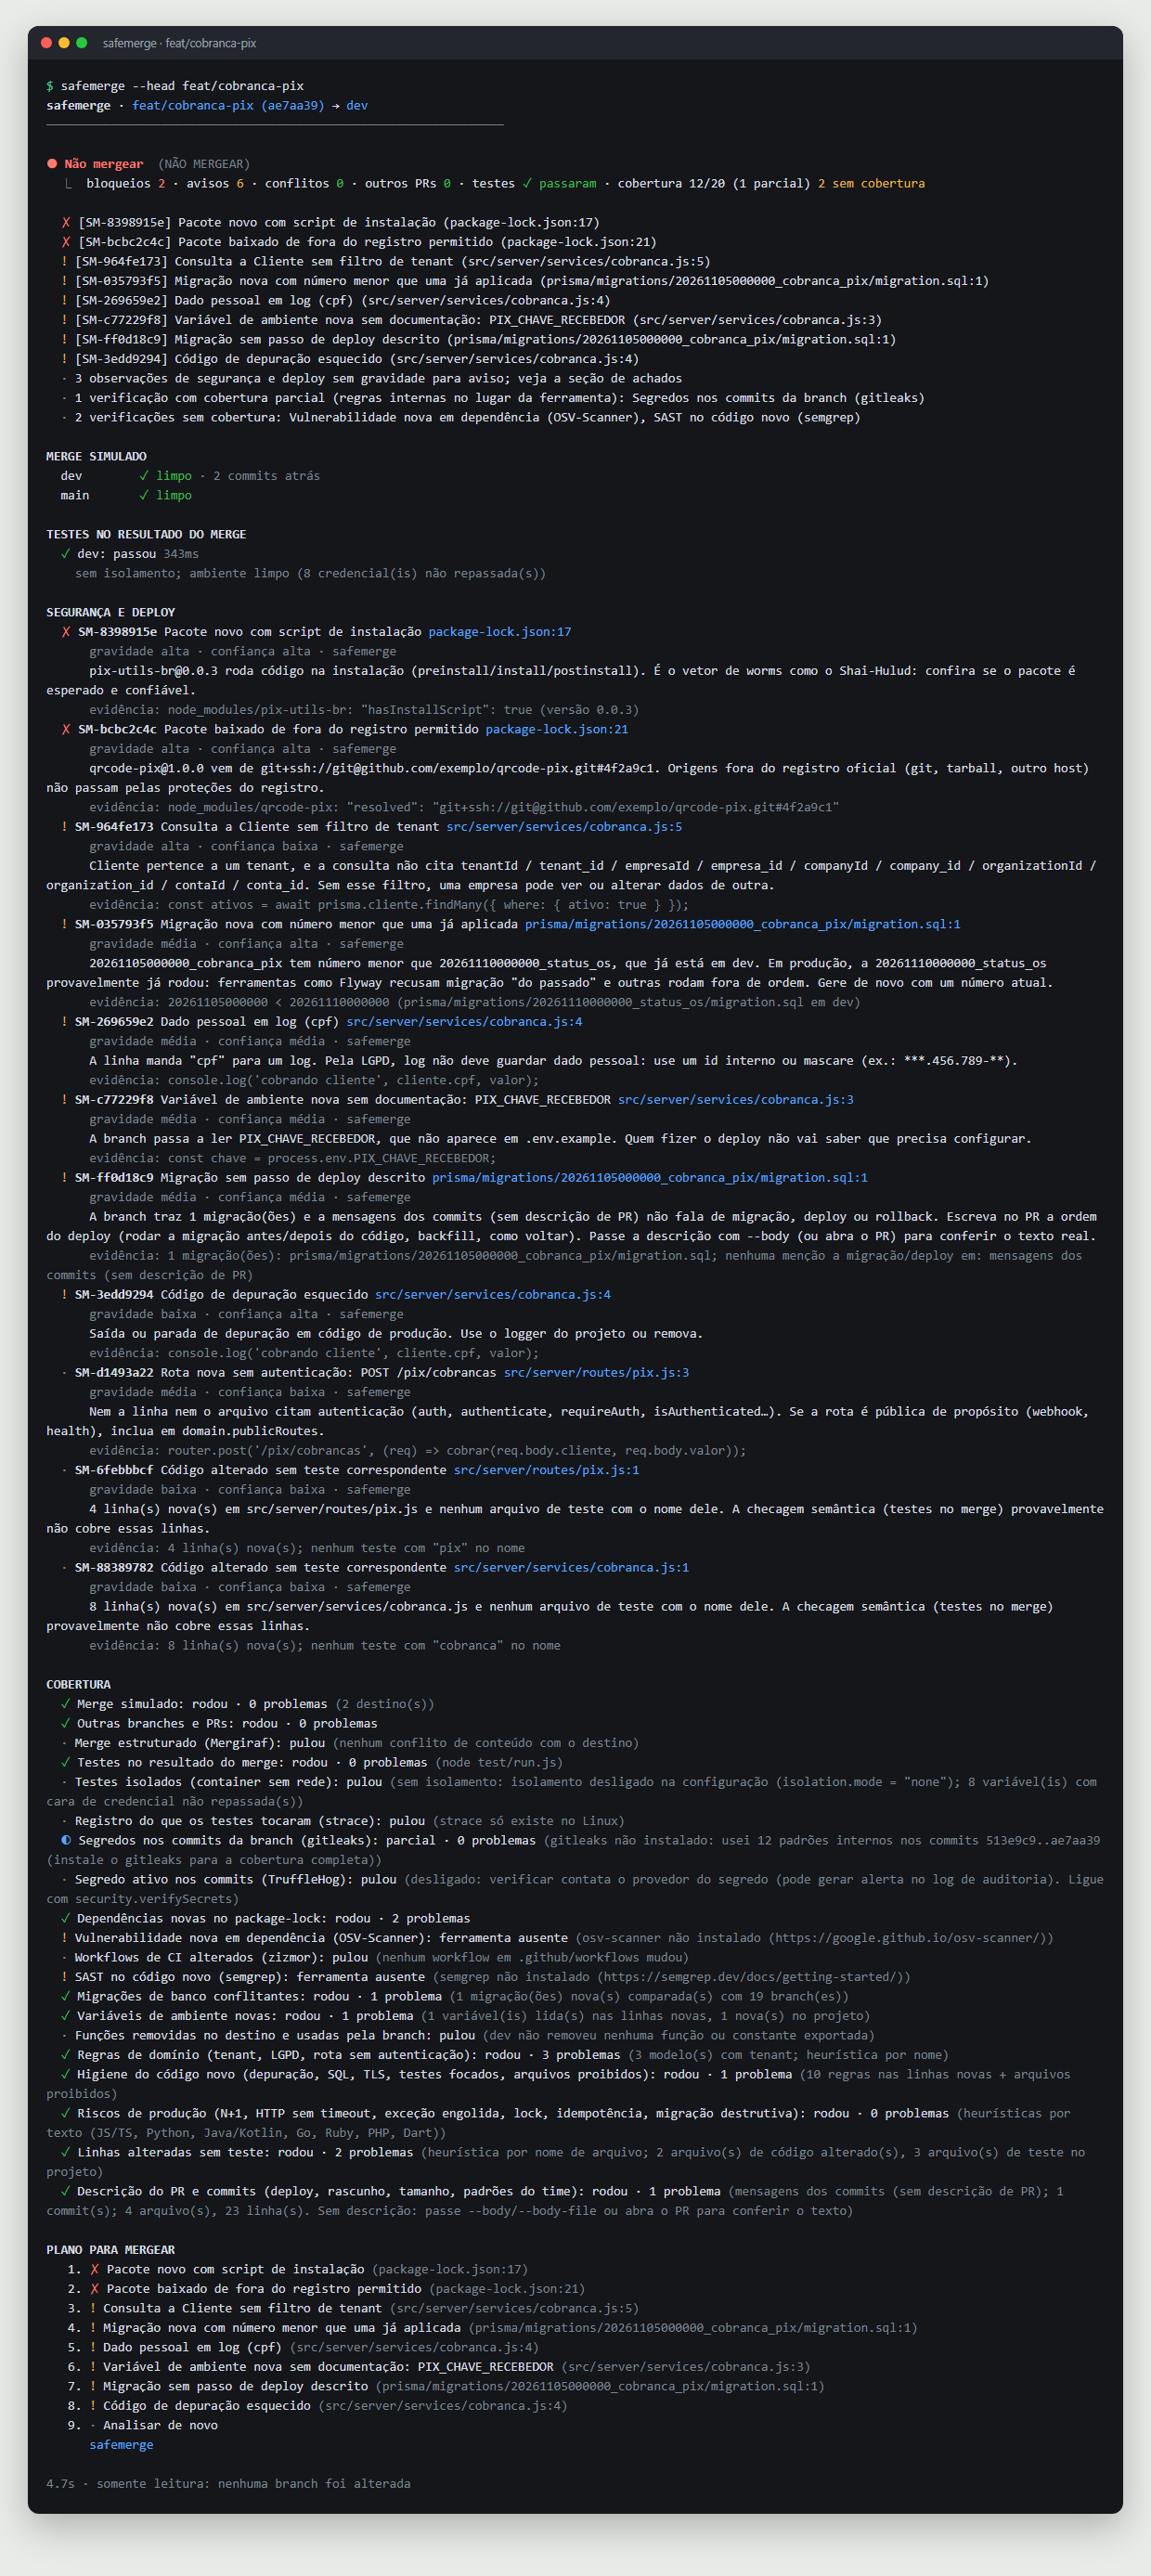 safemerge · feat/cobranca-pix
$ safemerge --head feat/cobranca-pix
safemerge · feat/cobranca-pix (ae7aa39) → dev
● Não mergear (NÃO MERGEAR)
⎣ bloqueios 2 · avisos 6 · conflitos 0 · outros PRs 0 · testes ✓ passaram · cobertura 12/20 (1 parcial) 2 sem cobertura
✗ [SM-8398915e] Pacote novo com script de instalação (package-lock.json:17)
✗ [SM-bcbc2c4c] Pacote baixado de fora do registro permitido (package-lock.json:21)
! [SM-964fe173] Consulta a Cliente sem filtro de tenant (src/server/services/cobranca.js:5)
! [SM-035793f5] Migração nova com número menor que uma já aplicada (prisma/migrations/20261105000000_cobranca_pix/migration.sql:1)
! [SM-269659e2] Dado pessoal em log (cpf) (src/server/services/cobranca.js:4)
! [SM-c77229f8] Variável de ambiente nova sem documentação: PIX_CHAVE_RECEBEDOR (src/server/services/cobranca.js:3)
! [SM-ff0d18c9] Migração sem passo de deploy descrito (prisma/migrations/20261105000000_cobranca_pix/migration.sql:1)
! [SM-3edd9294] Código de depuração esquecido (src/server/services/cobranca.js:4)
· 3 observações de segurança e deploy sem gravidade para aviso; veja a seção de achados
· 1 verificação com cobertura parcial (regras internas no lugar da ferramenta): Segredos nos commits da branch (gitleaks)
· 2 verificações sem cobertura: Vulnerabilidade nova em dependência (OSV-Scanner), SAST no código novo (semgrep)
MERGE SIMULADO
dev ✓ limpo · 2 commits atrás
main ✓ limpo
TESTES NO RESULTADO DO MERGE
✓ dev: passou 343ms
sem isolamento; ambiente limpo (8 credencial(is) não repassada(s))
SEGURANÇA E DEPLOY
✗ SM-8398915e Pacote novo com script de instalação package-lock.json:17
gravidade alta · confiança alta · safemerge
pix-utils-br@0.0.3 roda código na instalação (preinstall/install/postinstall). É o vetor de worms como o Shai-Hulud: confira se o pacote é
esperado e confiável.
evidência: node_modules/pix-utils-br: "hasInstallScript": true (versão 0.0.3)
✗ SM-bcbc2c4c Pacote baixado de fora do registro permitido package-lock.json:21
gravidade alta · confiança alta · safemerge
qrcode-pix@1.0.0 vem de git+ssh://git@github.com/exemplo/qrcode-pix.git#4f2a9c1. Origens fora do registro oficial (git, tarball, outro host)
não passam pelas proteções do registro.
evidência: node_modules/qrcode-pix: "resolved": "git+ssh://git@github.com/exemplo/qrcode-pix.git#4f2a9c1"
! SM-964fe173 Consulta a Cliente sem filtro de tenant src/server/services/cobranca.js:5
gravidade alta · confiança baixa · safemerge
Cliente pertence a um tenant, e a consulta não cita tenantId / tenant_id / empresaId / empresa_id / companyId / company_id / organizationId /
organization_id / contaId / conta_id. Sem esse filtro, uma empresa pode ver ou alterar dados de outra.
evidência: const ativos = await prisma.cliente.findMany({ where: { ativo: true } });
! SM-035793f5 Migração nova com número menor que uma já aplicada prisma/migrations/20261105000000_cobranca_pix/migration.sql:1
gravidade média · confiança alta · safemerge
20261105000000_cobranca_pix tem número menor que 20261110000000_status_os, que já está em dev. Em produção, a 20261110000000_status_os
provavelmente já rodou: ferramentas como Flyway recusam migração "do passado" e outras rodam fora de ordem. Gere de novo com um número atual.
evidência: 20261105000000 < 20261110000000 (prisma/migrations/20261110000000_status_os/migration.sql em dev)
! SM-269659e2 Dado pessoal em log (cpf) src/server/services/cobranca.js:4
gravidade média · confiança média · safemerge
A linha manda "cpf" para um log. Pela LGPD, log não deve guardar dado pessoal: use um id interno ou mascare (ex.: ***.456.789-**).
evidência: console.log('cobrando cliente', cliente.cpf, valor);
! SM-c77229f8 Variável de ambiente nova sem documentação: PIX_CHAVE_RECEBEDOR src/server/services/cobranca.js:3
gravidade média · confiança média · safemerge
A branch passa a ler PIX_CHAVE_RECEBEDOR, que não aparece em .env.example. Quem fizer o deploy não vai saber que precisa configurar.
evidência: const chave = process.env.PIX_CHAVE_RECEBEDOR;
! SM-ff0d18c9 Migração sem passo de deploy descrito prisma/migrations/20261105000000_cobranca_pix/migration.sql:1
gravidade média · confiança média · safemerge
A branch traz 1 migração(ões) e a mensagens dos commits (sem descrição de PR) não fala de migração, deploy ou rollback. Escreva no PR a ordem
do deploy (rodar a migração antes/depois do código, backfill, como voltar). Passe a descrição com --body (ou abra o PR) para conferir o texto real.
evidência: 1 migração(ões): prisma/migrations/20261105000000_cobranca_pix/migration.sql; nenhuma menção a migração/deploy em: mensagens dos
commits (sem descrição de PR)
! SM-3edd9294 Código de depuração esquecido src/server/services/cobranca.js:4
gravidade baixa · confiança alta · safemerge
Saída ou parada de depuração em código de produção. Use o logger do projeto ou remova.
evidência: console.log('cobrando cliente', cliente.cpf, valor);
· SM-d1493a22 Rota nova sem autenticação: POST /pix/cobrancas src/server/routes/pix.js:3
gravidade média · confiança baixa · safemerge
Nem a linha nem o arquivo citam autenticação (auth, authenticate, requireAuth, isAuthenticated…). Se a rota é pública de propósito (webhook,
health), inclua em domain.publicRoutes.
evidência: router.post('/pix/cobrancas', (req) => cobrar(req.body.cliente, req.body.valor));
· SM-6febbbcf Código alterado sem teste correspondente src/server/routes/pix.js:1
gravidade baixa · confiança baixa · safemerge
4 linha(s) nova(s) em src/server/routes/pix.js e nenhum arquivo de teste com o nome dele. A checagem semântica (testes no merge) provavelmente
não cobre essas linhas.
evidência: 4 linha(s) nova(s); nenhum teste com "pix" no nome
· SM-88389782 Código alterado sem teste correspondente src/server/services/cobranca.js:1
gravidade baixa · confiança baixa · safemerge
8 linha(s) nova(s) em src/server/services/cobranca.js e nenhum arquivo de teste com o nome dele. A checagem semântica (testes no merge)
provavelmente não cobre essas linhas.
evidência: 8 linha(s) nova(s); nenhum teste com "cobranca" no nome
COBERTURA
✓ Merge simulado: rodou · 0 problemas (2 destino(s))
✓ Outras branches e PRs: rodou · 0 problemas
· Merge estruturado (Mergiraf): pulou (nenhum conflito de conteúdo com o destino)
✓ Testes no resultado do merge: rodou · 0 problemas (node test/run.js)
· Testes isolados (container sem rede): pulou (sem isolamento: isolamento desligado na configuração (isolation.mode = "none"); 8 variável(is) com
cara de credencial não repassada(s))
· Registro do que os testes tocaram (strace): pulou (strace só existe no Linux)
◐ Segredos nos commits da branch (gitleaks): parcial · 0 problemas (gitleaks não instalado: usei 12 padrões internos nos commits 513e9c9..ae7aa39
(instale o gitleaks para a cobertura completa))
· Segredo ativo nos commits (TruffleHog): pulou (desligado: verificar contata o provedor do segredo (pode gerar alerta no log de auditoria). Ligue
com security.verifySecrets)
✓ Dependências novas no package-lock: rodou · 2 problemas
! Vulnerabilidade nova em dependência (OSV-Scanner): ferramenta ausente (osv-scanner não instalado (https://google.github.io/osv-scanner/))
· Workflows de CI alterados (zizmor): pulou (nenhum workflow em .github/workflows mudou)
! SAST no código novo (semgrep): ferramenta ausente (semgrep não instalado (https://semgrep.dev/docs/getting-started/))
✓ Migrações de banco conflitantes: rodou · 1 problema (1 migração(ões) nova(s) comparada(s) com 19 branch(es))
✓ Variáveis de ambiente novas: rodou · 1 problema (1 variável(is) lida(s) nas linhas novas, 1 nova(s) no projeto)
· Funções removidas no destino e usadas pela branch: pulou (dev não removeu nenhuma função ou constante exportada)
✓ Regras de domínio (tenant, LGPD, rota sem autenticação): rodou · 3 problemas (3 modelo(s) com tenant; heurística por nome)
✓ Higiene do código novo (depuração, SQL, TLS, testes focados, arquivos proibidos): rodou · 1 problema (10 regras nas linhas novas + arquivos
proibidos)
✓ Riscos de produção (N+1, HTTP sem timeout, exceção engolida, lock, idempotência, migração destrutiva): rodou · 0 problemas (heurísticas por
texto (JS/TS, Python, Java/Kotlin, Go, Ruby, PHP, Dart))
✓ Linhas alteradas sem teste: rodou · 2 problemas (heurística por nome de arquivo; 2 arquivo(s) de código alterado(s), 3 arquivo(s) de teste no
projeto)
✓ Descrição do PR e commits (deploy, rascunho, tamanho, padrões do time): rodou · 1 problema (mensagens dos commits (sem descrição de PR); 1
commit(s); 4 arquivo(s), 23 linha(s). Sem descrição: passe --body/--body-file ou abra o PR para conferir o texto)
PLANO PARA MERGEAR
1. ✗ Pacote novo com script de instalação (package-lock.json:17)
2. ✗ Pacote baixado de fora do registro permitido (package-lock.json:21)
3. ! Consulta a Cliente sem filtro de tenant (src/server/services/cobranca.js:5)
4. ! Migração nova com número menor que uma já aplicada (prisma/migrations/20261105000000_cobranca_pix/migration.sql:1)
5. ! Dado pessoal em log (cpf) (src/server/services/cobranca.js:4)
6. ! Variável de ambiente nova sem documentação: PIX_CHAVE_RECEBEDOR (src/server/services/cobranca.js:3)
7. ! Migração sem passo de deploy descrito (prisma/migrations/20261105000000_cobranca_pix/migration.sql:1)
8. ! Código de depuração esquecido (src/server/services/cobranca.js:4)
9. · Analisar de novo
safemerge
4.7s · somente leitura: nenhuma branch foi alterada